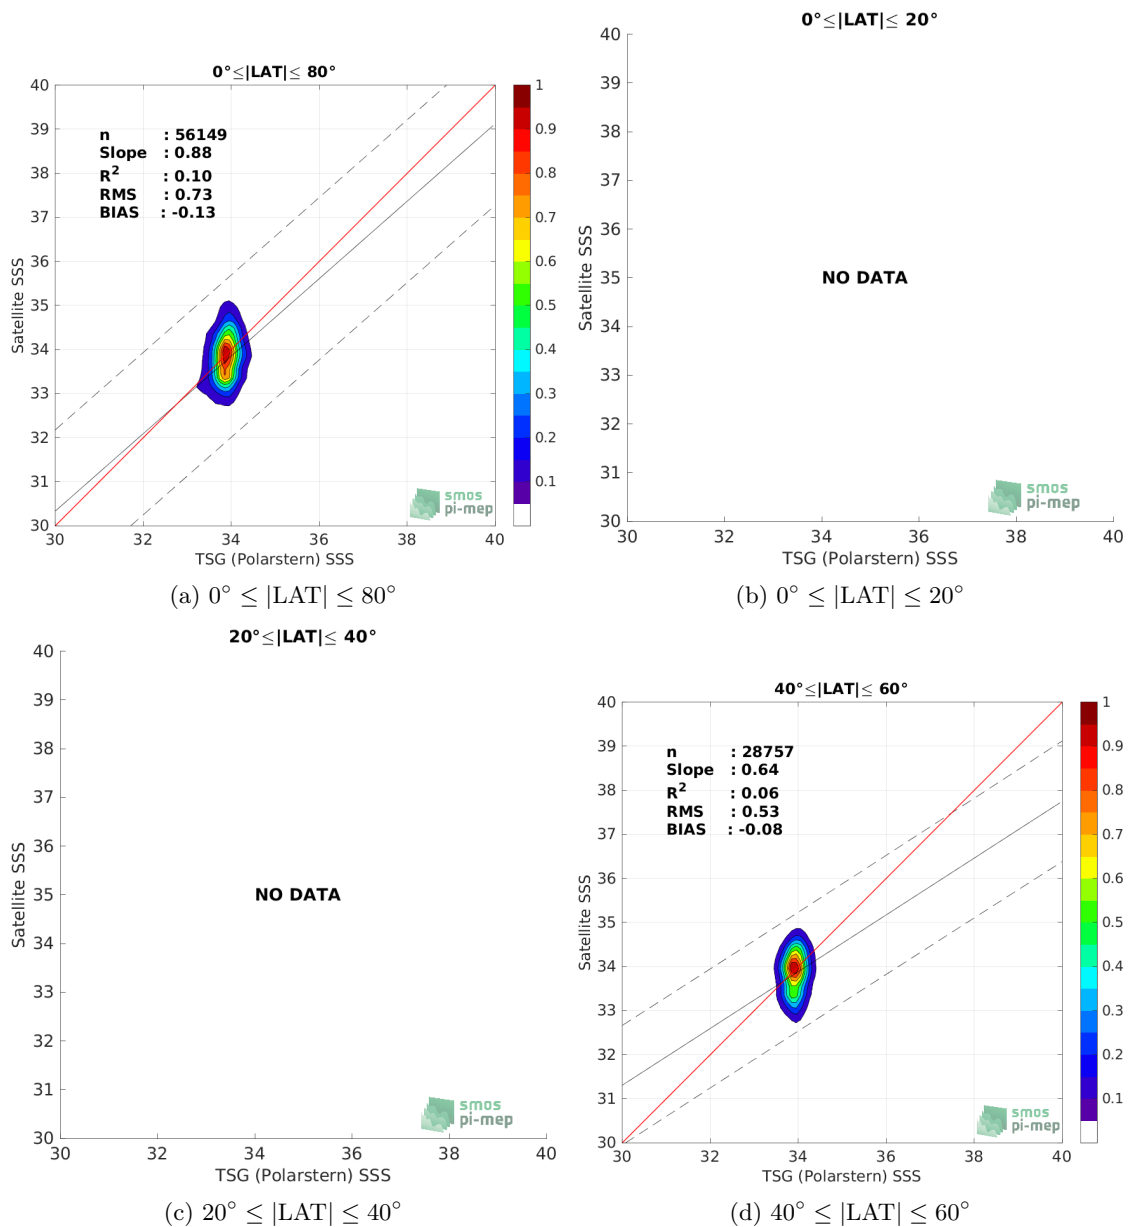 0°≤|LAT|≤ 80°
40
39
38
37
36
35
34
33
32
31
30
n : 56149
Slope : 0.88
R² : 0.10
RMS : 0.73
BIAS : -0.13
Satellite SSS
smos
pi-mep
30 32 34 36 38 40
TSG (Polarstern) SSS
1
0.9
0.8
0.7
0.6
0.5
0.4
0.3
0.2
0.1
(a) 0° ≤ |LAT| ≤ 80°
0°≤|LAT|≤ 20°
40
39
38
37
36
35
34
33
32
31
30
Satellite SSS
NO DATA
smos
pi-mep
30 32 34 36 38 40
TSG (Polarstern) SSS
(b) 0° ≤ |LAT| ≤ 20°
20°≤|LAT|≤ 40°
40
39
38
37
36
35
34
33
32
31
30
Satellite SSS
NO DATA
smos
pi-mep
30 32 34 36 38 40
TSG (Polarstern) SSS
(c) 20° ≤ |LAT| ≤ 40°
40°≤|LAT|≤ 60°
40
39
38
37
36
35
34
33
32
31
30
n : 28757
Slope : 0.64
R² : 0.06
RMS : 0.53
BIAS : -0.08
Satellite SSS
smos
pi-mep
30 32 34 36 38 40
TSG (Polarstern) SSS
1
0.9
0.8
0.7
0.6
0.5
0.4
0.3
0.2
0.1
(d) 40° ≤ |LAT| ≤ 60°